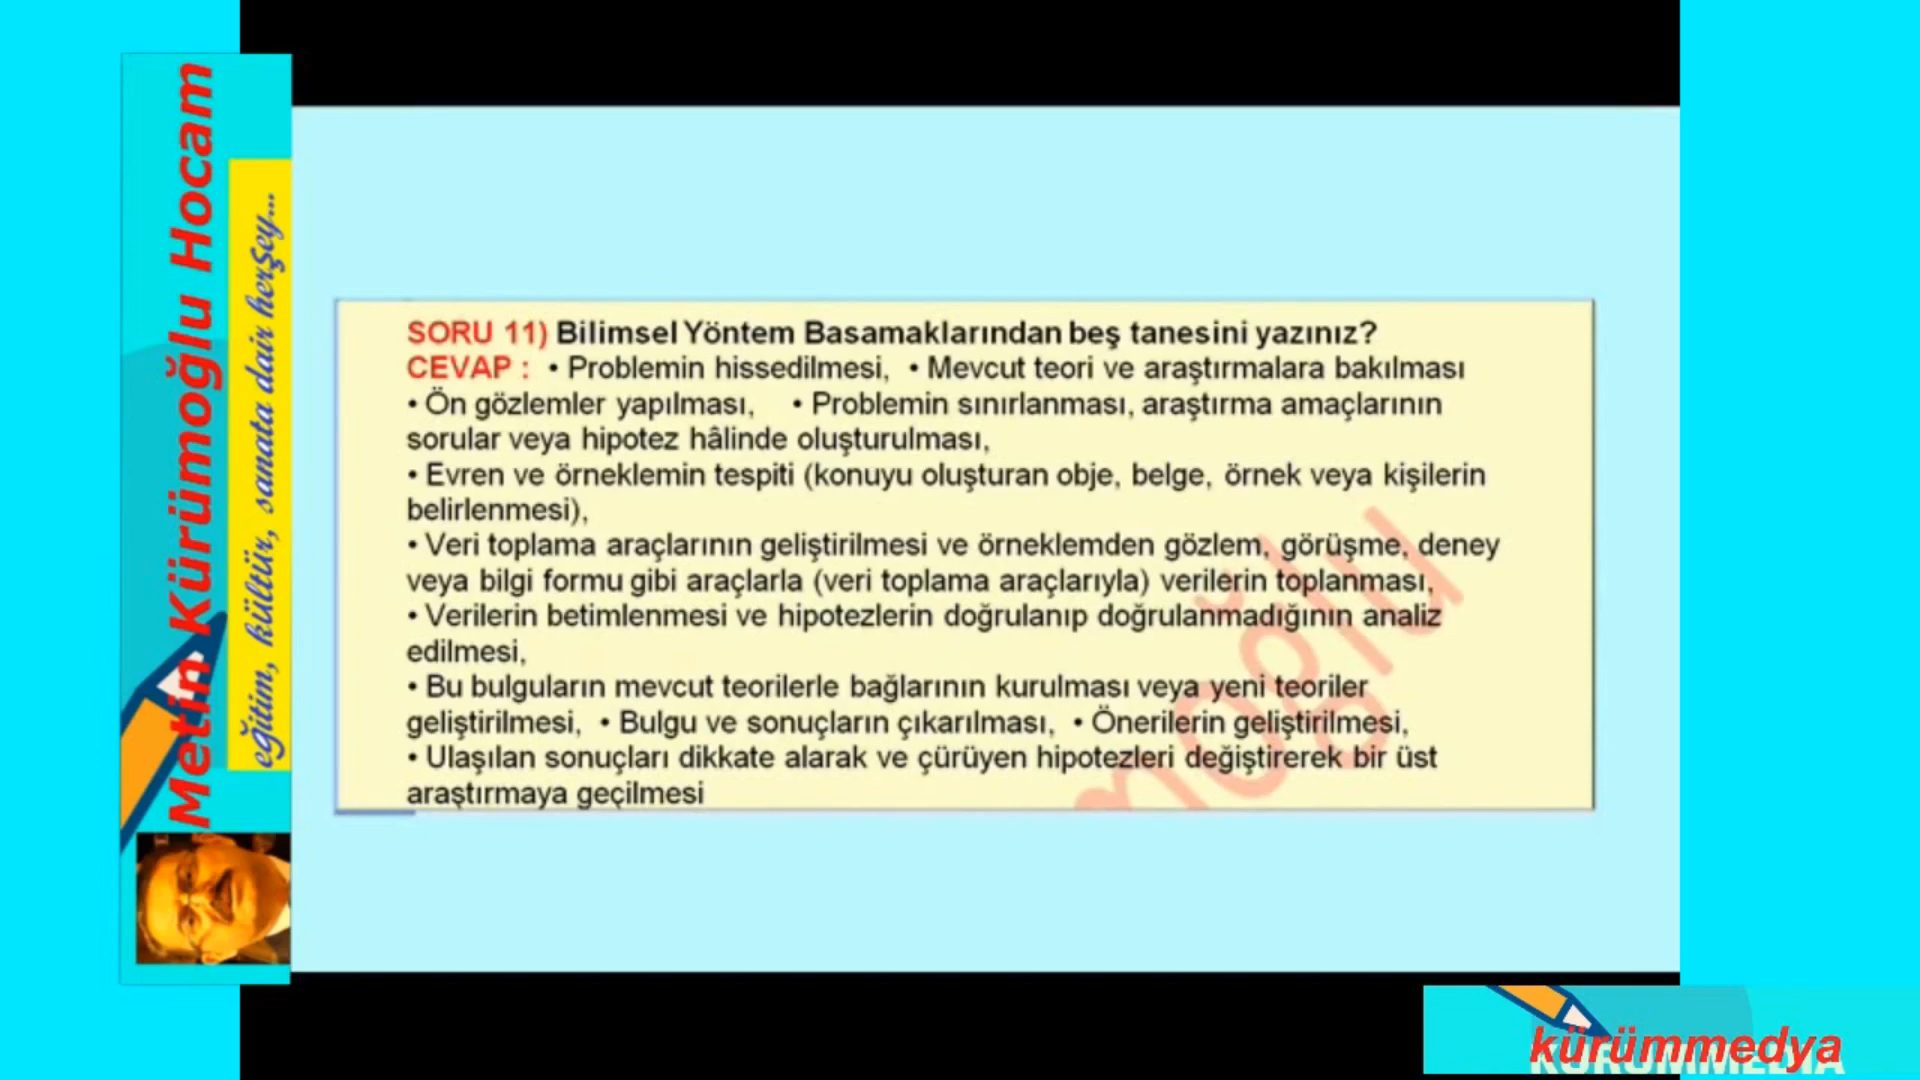 Metin Kürümoğlu Hocam
eğitim, kültür, sanata dair herşey...
SORU 11) Bilimsel Yöntem Basamaklarından beş tanesini yazınız?
CEVAP : • Problemin hissedilmesi, • Mevcut teori ve araştırmalara bakılması
• Ön gözlemler yapılması, • Problemin sınırlanması, araştırma amaçlarının
sorular veya hipotez hâlinde oluşturulması,
• Evren ve örneklemin tespiti (konuyu oluşturan obje, belge, örnek veya kişilerin
belirlenmesi),
• Veri toplama araçlarının geliştirilmesi ve örneklemden gözlem, görüşme, deney
veya bilgi formu gibi araçlarla (veri toplama araçlarıyla) verilerin toplanması,
• Verilerin betimlenmesi ve hipotezlerin doğrulanıp doğrulanmadığının analiz
edilmesi,
• Bu bulguların mevcut teorilerle bağlarının kurulması veya yeni teoriler
geliştirilmesi, • Bulgu ve sonuçların çıkarılması, • Önerilerin geliştirilmesi,
• Ulaşılan sonuçları dikkate alarak ve çürüyen hipotezleri değiştirerek bir üst
araştırmaya geçilmesi
moğlu
kürümmedya
KÜRÜMMEDYA